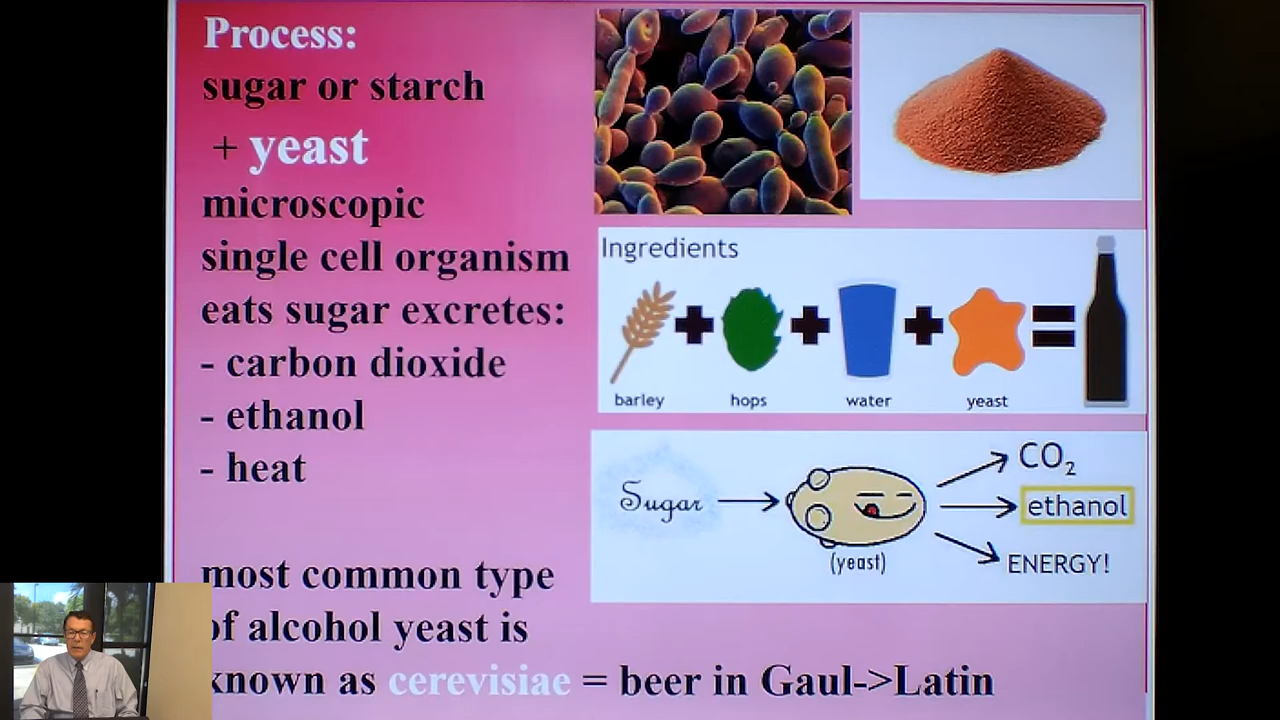 Process:
sugar or starch
+ yeast
microscopic
single cell organism
eats sugar excretes:
- carbon dioxide
- ethanol
- heat
most common type
of alcohol yeast is
known as cerevisiae = beer in Gaul->Latin
Ingredients
barley
hops
water
yeast
Sugar
(yeast)
CO₂
ethanol
ENERGY!